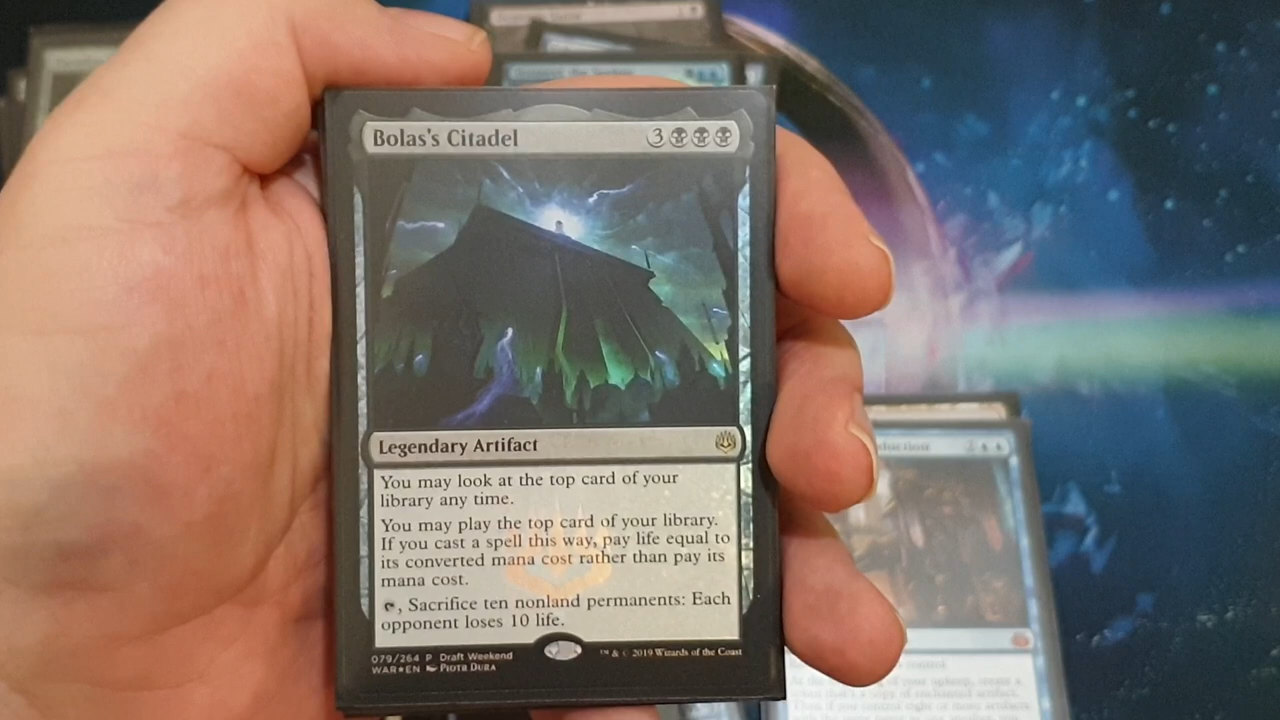 Bolas's Citadel 3
Legendary Artifact
You may look at the top card of your
library any time.
You may play the top card of your library.
If you cast a spell this way, pay life equal to
its converted mana cost rather than pay its
mana cost.
, Sacrifice ten nonland permanents: Each
opponent loses 10 life.
079/264 P Draft Weekend
WAR★EN Piotr Dura
™ & © 2019 Wizards of the Coast